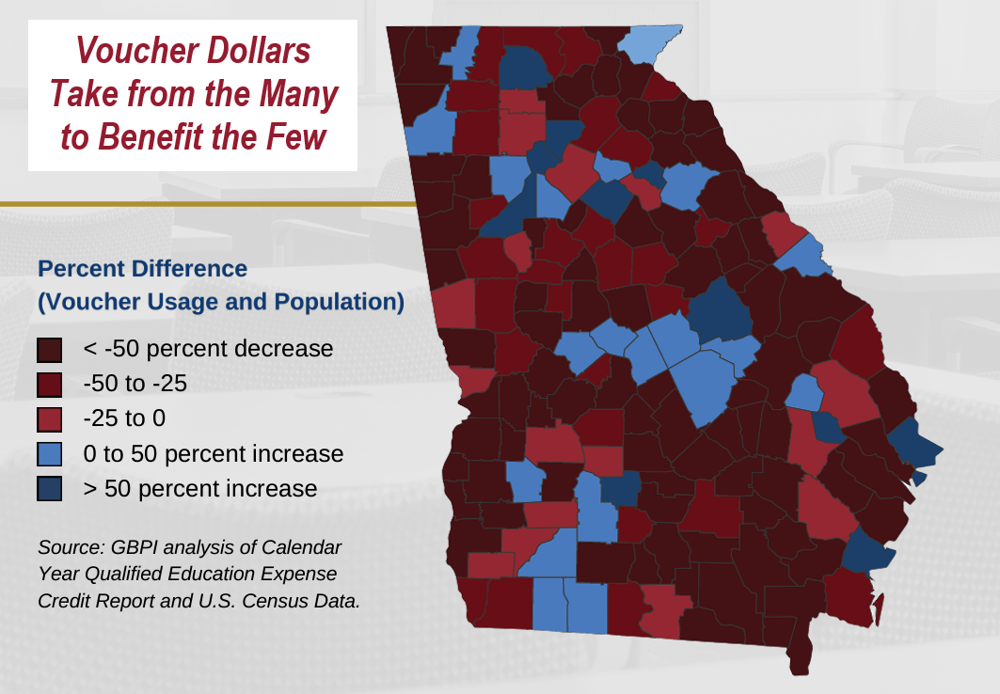 Voucher Dollars
Take from the Many
to Benefit the Few
Percent Difference
(Voucher Usage and Population)
< -50 percent decrease
-50 to -25
-25 to 0
0 to 50 percent increase
> 50 percent increase
Source: GBPI analysis of Calendar
Year Qualified Education Expense
Credit Report and U.S. Census Data.